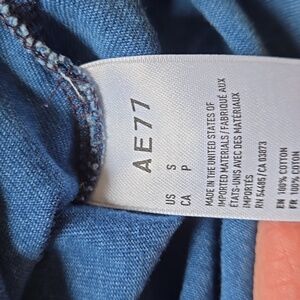 AE77
US S
CA P
MADE IN THE UNITED STATES OF
IMPORTED MATERIALS / FABRIQUÉ AUX
ÉTATS-UNIS AVEC DES MATÉRIAUX
IMPORTÉS
RN 54485/ CA 03873
EN 100% COTTON
FR 100% COTON